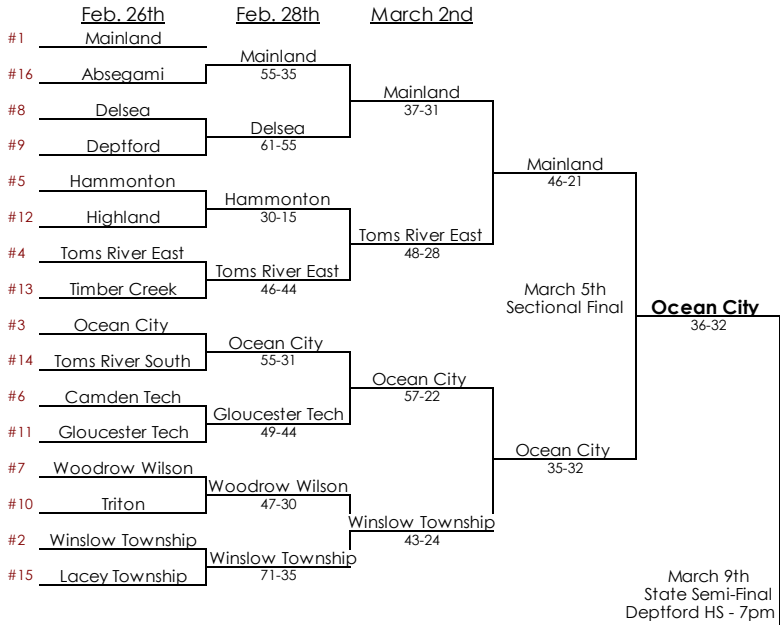 Feb. 26th
Feb. 28th
March 2nd
#1 Mainland
#16 Absegami
#8 Delsea
#9 Deptford
#5 Hammonton
#12 Highland
#4 Toms River East
#13 Timber Creek
#3 Ocean City
#14 Toms River South
#6 Camden Tech
#11 Gloucester Tech
#7 Woodrow Wilson
#10 Triton
#2 Winslow Township
#15 Lacey Township
Mainland
55-35
Delsea
61-55
Hammonton
30-15
Toms River East
46-44
Ocean City
55-31
Gloucester Tech
49-44
Woodrow Wilson
47-30
Winslow Township
71-35
Mainland
37-31
Toms River East
48-28
Ocean City
57-22
Winslow Township
43-24
Mainland
46-21
Ocean City
35-32
March 5th
Sectional Final
Ocean City
36-32
March 9th
State Semi-Final
Deptford HS - 7pm